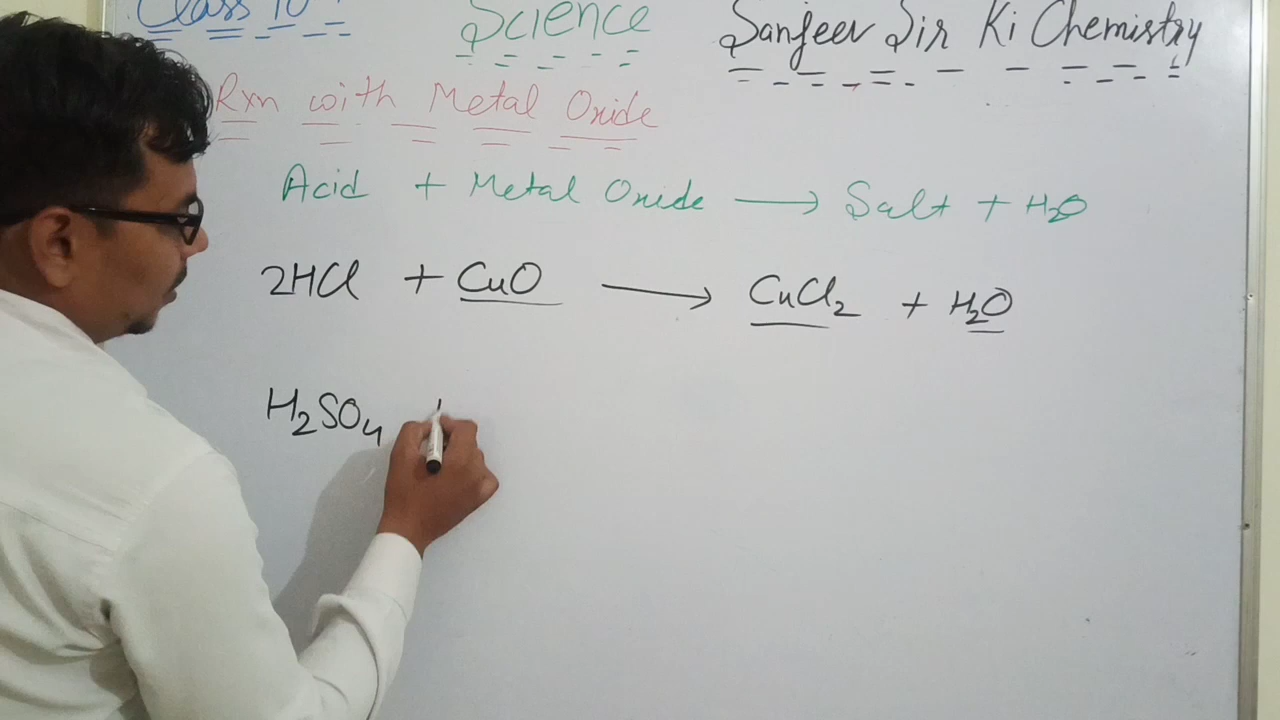 Class 10 Science Sanjeev Sir Ki Chemistry
Rxn with Metal Oxide
Acid + Metal Oxide ⟶ Salt + H₂O
2HCl + CuO ⟶ CuCl₂ + H₂O
H₂SO₄